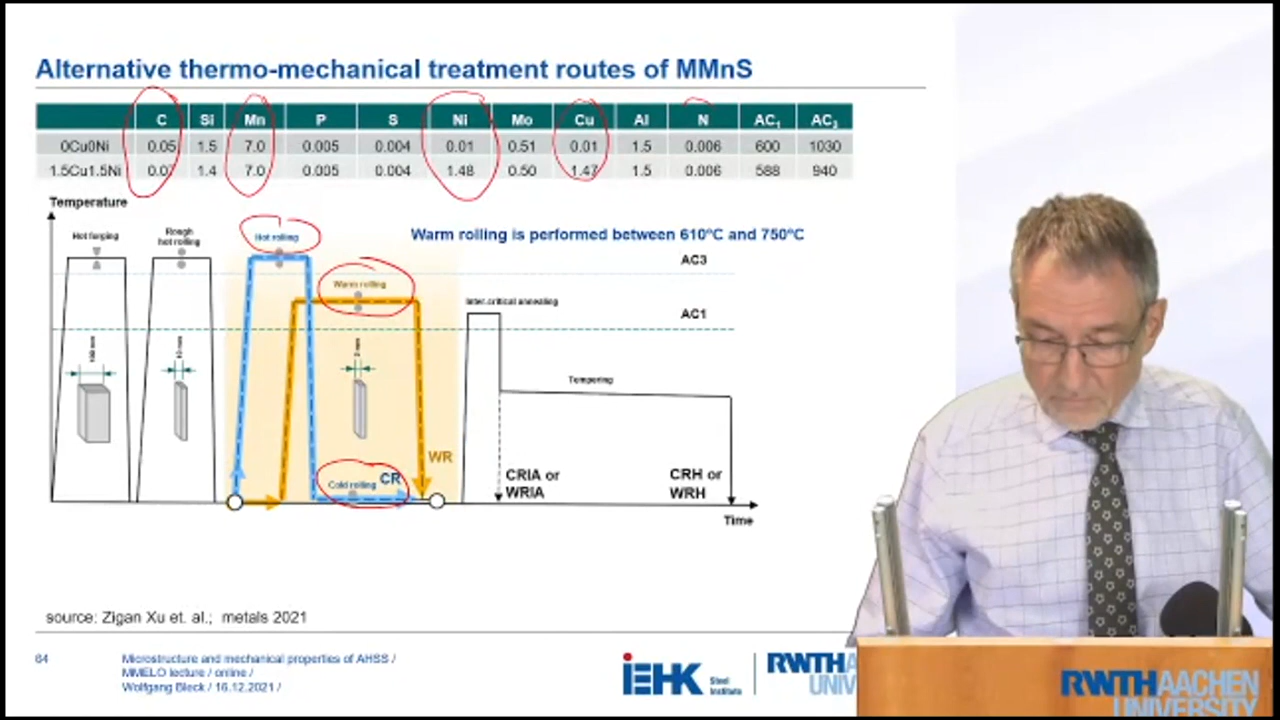 Alternative thermo-mechanical treatment routes of MMnS
C Si Mn P S Ni Mo Cu Al N AC1 AC3
0Cu0Ni 0.05 1.5 7.0 0.005 0.004 0.01 0.51 0.01 1.5 0.006 600 1030
1.5Cu1.5Ni 0.07 1.4 7.0 0.005 0.004 1.48 0.50 1.47 1.5 0.006 588 940
Temperature
Hot forging
Rough
hot rolling
Hot rolling
Warm rolling is performed between 610°C and 750°C
AC3
Warm rolling
Inter-critical annealing
AC1
Tempering
WR
Cold rolling CR
CRIA or
WRIA
CRH or
WRH
Time
source: Zigan Xu et. al.; metals 2021
64
Microstructure and mechanical properties of AHSS /
MMELO lecture / online /
Wolfgang Bleck / 16.12.2021 /
iEHK Steel
Institute
RWTHA
UNIV
RWTHAACHEN
UNIVERSITY